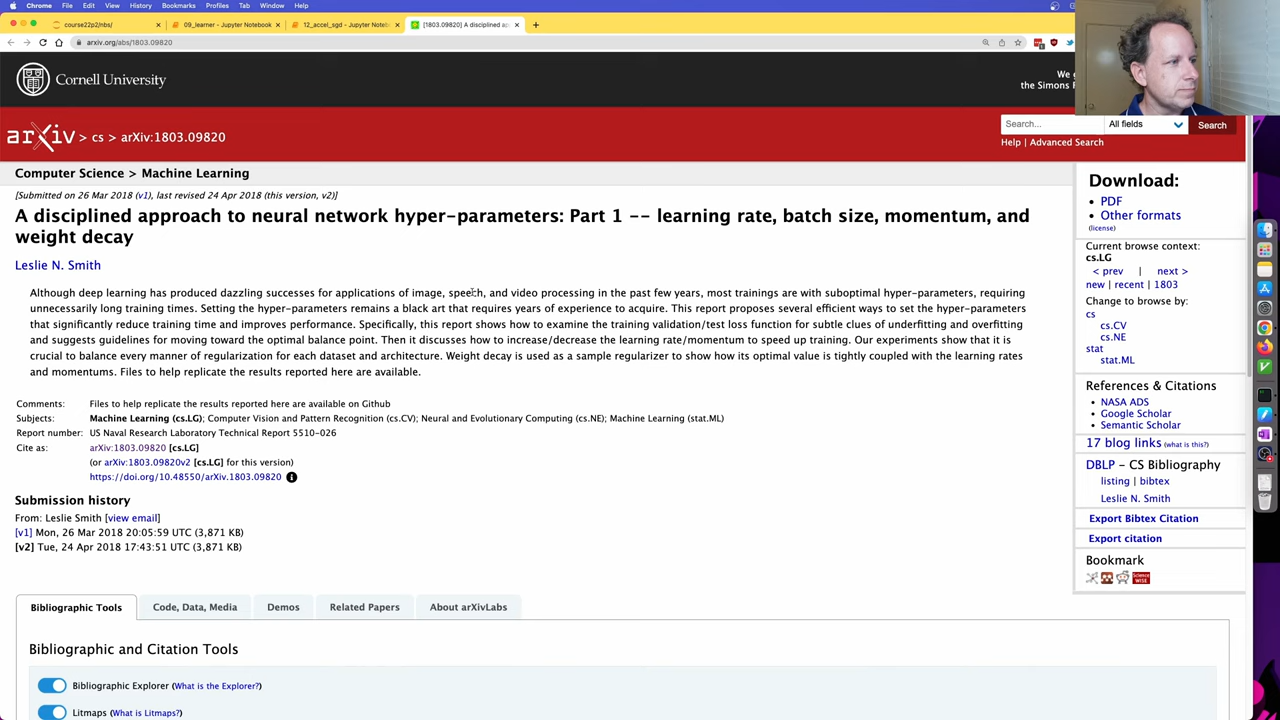 Chrome File Edit View History Bookmarks Profiles Tab Window Help
course22p2/nbs/
09_learner - Jupyter Notebook
12_accel_sgd - Jupyter Noteb
[1803.09820] A disciplined ap
arxiv.org/abs/1803.09820
Cornell University
We
the Simons
arXiv > cs > arXiv:1803.09820
Search...
All fields
Search
Help | Advanced Search
Computer Science > Machine Learning
[Submitted on 26 Mar 2018 (v1), last revised 24 Apr 2018 (this version, v2)]
A disciplined approach to neural network hyper-parameters: Part 1 -- learning rate, batch size, momentum, and
weight decay
Leslie N. Smith
Although deep learning has produced dazzling successes for applications of image, speech, and video processing in the past few years, most trainings are with suboptimal hyper-parameters, requiring
unnecessarily long training times. Setting the hyper-parameters remains a black art that requires years of experience to acquire. This report proposes several efficient ways to set the hyper-parameters
that significantly reduce training time and improves performance. Specifically, this report shows how to examine the training validation/test loss function for subtle clues of underfitting and overfitting
and suggests guidelines for moving toward the optimal balance point. Then it discusses how to increase/decrease the learning rate/momentum to speed up training. Our experiments show that it is
crucial to balance every manner of regularization for each dataset and architecture. Weight decay is used as a sample regularizer to show how its optimal value is tightly coupled with the learning rates
and momentums. Files to help replicate the results reported here are available.
Comments: Files to help replicate the results reported here are available on Github
Subjects: Machine Learning (cs.LG); Computer Vision and Pattern Recognition (cs.CV); Neural and Evolutionary Computing (cs.NE); Machine Learning (stat.ML)
Report number: US Naval Research Laboratory Technical Report 5510-026
Cite as: arXiv:1803.09820 [cs.LG]
(or arXiv:1803.09820v2 [cs.LG] for this version)
https://doi.org/10.48550/arXiv.1803.09820
Submission history
From: Leslie Smith [view email]
[v1] Mon, 26 Mar 2018 20:05:59 UTC (3,871 KB)
[v2] Tue, 24 Apr 2018 17:43:51 UTC (3,871 KB)
Bibliographic Tools
Code, Data, Media
Demos
Related Papers
About arXivLabs
Bibliographic and Citation Tools
Bibliographic Explorer (What is the Explorer?)
Litmaps (What is Litmaps?)
Download:
PDF
Other formats
(license)
Current browse context:
cs.LG
< prev | next >
new | recent | 1803
Change to browse by:
cs
cs.CV
cs.NE
stat
stat.ML
References & Citations
NASA ADS
Google Scholar
Semantic Scholar
17 blog links (what is this?)
DBLP - CS Bibliography
listing | bibtex
Leslie N. Smith
Export Bibtex Citation
Export citation
Bookmark